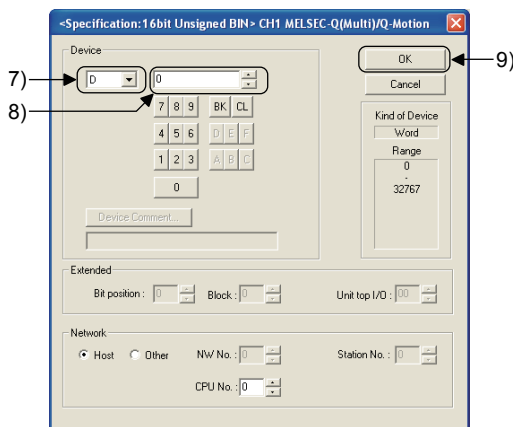 <Specification:16bit Unsigned BIN> CH1 MELSEC-Q(Multi)/Q-Motion
Device
7) D 0
8)
OK 9)
Cancel
7 8 9 BK CL
4 5 6 D E F
1 2 3 A B C
0
Kind of Device
Word
Range
0
-
32767
Device Comment...
Extended
Bit position : 0 Block : 0 Unit top I/O : 00
Network
Host Other NW No. : 0 Station No. : 0
CPU No. : 0